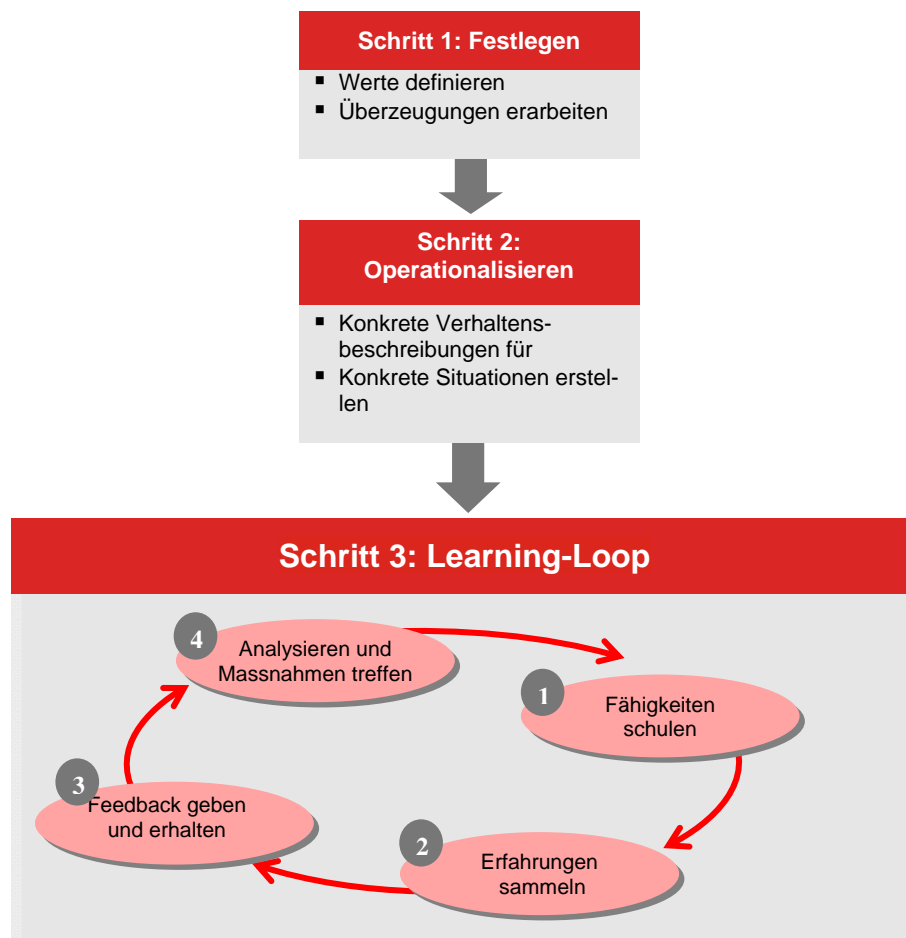 Schritt 1: Festlegen
▪ Werte definieren
▪ Überzeugungen erarbeiten
Schritt 2:
Operationalisieren
▪ Konkrete Verhaltens-
beschreibungen für
▪ Konkrete Situationen erstel-
len
Schritt 3: Learning-Loop
4
Analysieren und
Massnahmen treffen
1
Fähigkeiten
schulen
3
Feedback geben
und erhalten
2
Erfahrungen
sammeln